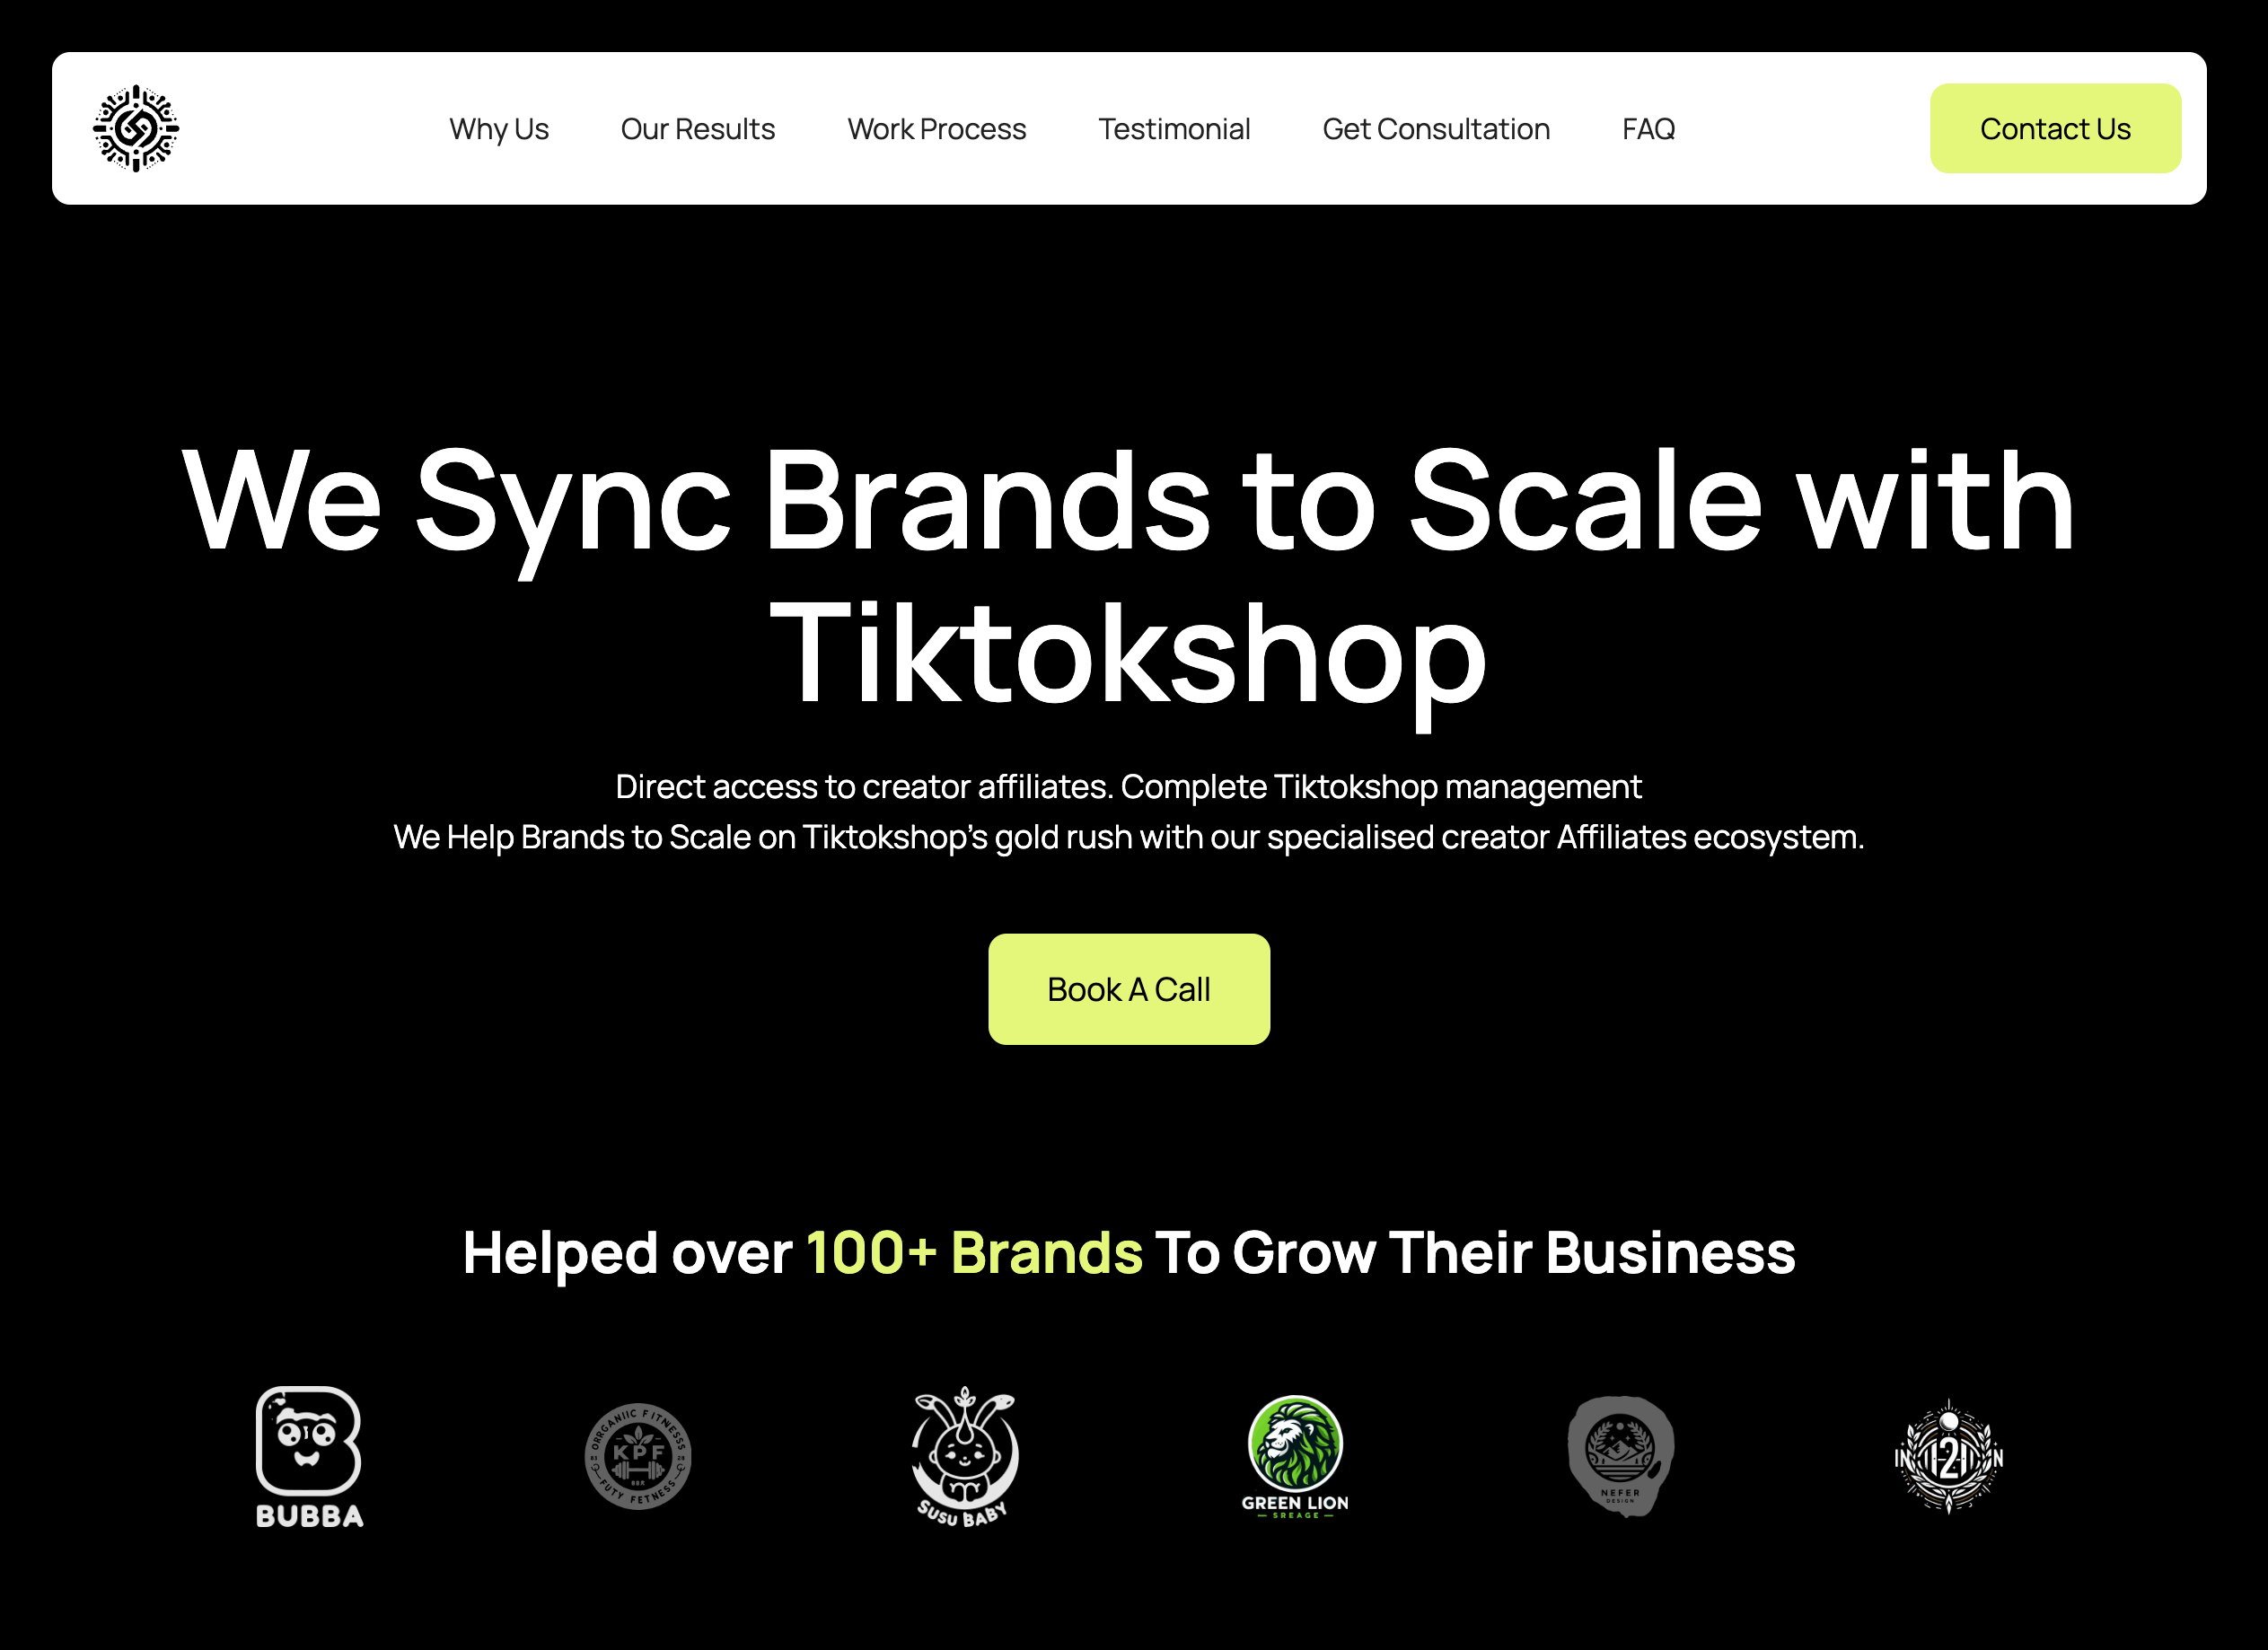 Why Us
Our Results
Work Process
Testimonial
Get Consultation
FAQ
Contact Us
We Sync Brands to Scale with
Tiktokshop
Direct access to creator affiliates. Complete Tiktokshop management
We Help Brands to Scale on Tiktokshop’s gold rush with our specialised creator Affiliates ecosystem.
Book A Call
Helped over 100+ Brands To Grow Their Business
BUBBA
ORRGANIIC FITNESSS
KPF
FUTY FETNESS
SUSU BABY
GREEN LION
SREAGE
NEFER
DESIGN